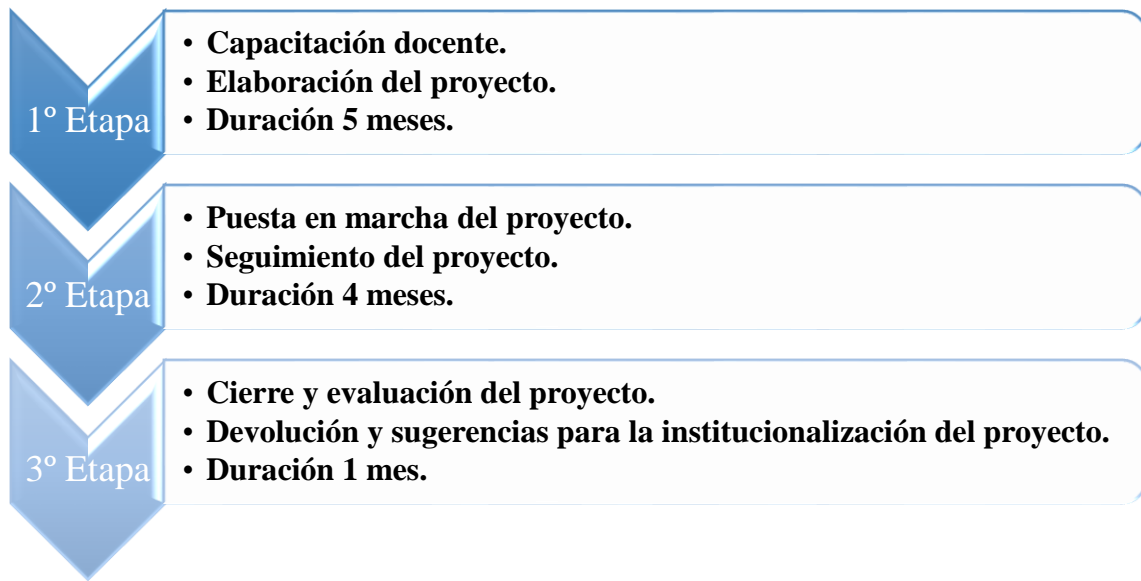 1º Etapa
• Capacitación docente.
• Elaboración del proyecto.
• Duración 5 meses.
2º Etapa
• Puesta en marcha del proyecto.
• Seguimiento del proyecto.
• Duración 4 meses.
3º Etapa
• Cierre y evaluación del proyecto.
• Devolución y sugerencias para la institucionalización del proyecto.
• Duración 1 mes.